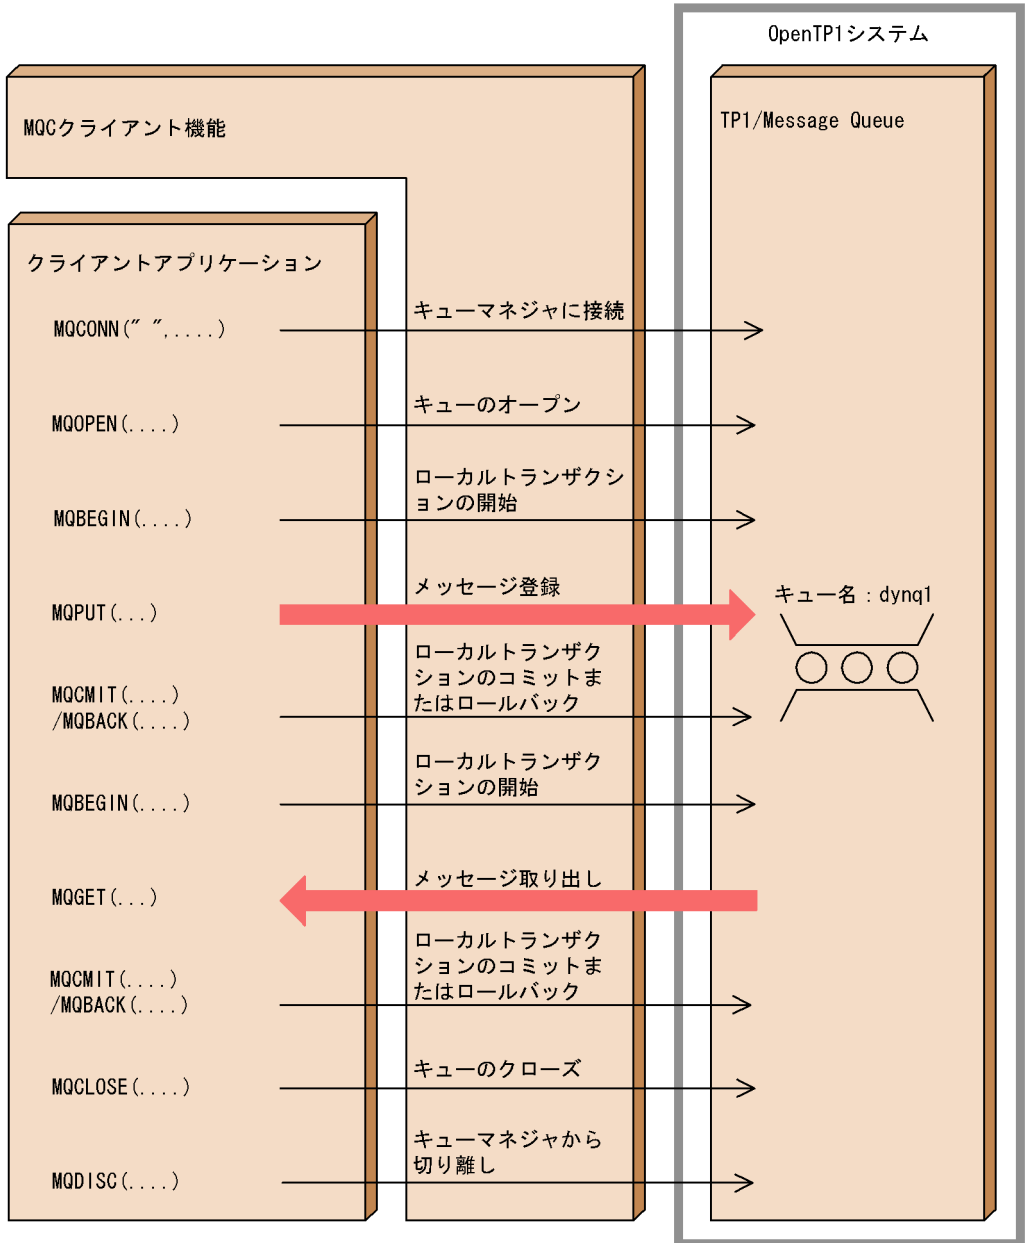 OpenTP1システム
MQCクライアント機能
TP1/Message Queue
クライアントアプリケーション
MQCONN(″ ″,....)
キューマネジャに接続
MQOPEN(....)
キューのオープン
MQBEGIN(....)
ローカルトランザクシ
ョンの開始
MQPUT(...)
メッセージ登録
キュー名：dynq1
MQCMIT(....)
/MQBACK(....)
ローカルトランザク
ションのコミットま
たはロールバック
MQBEGIN(....)
ローカルトランザク
ションの開始
MQGET(...)
メッセージ取り出し
MQCMIT(....)
/MQBACK(....)
ローカルトランザク
ションのコミットま
たはロールバック
MQCLOSE(....)
キューのクローズ
MQDISC(....)
キューマネジャから
切り離し